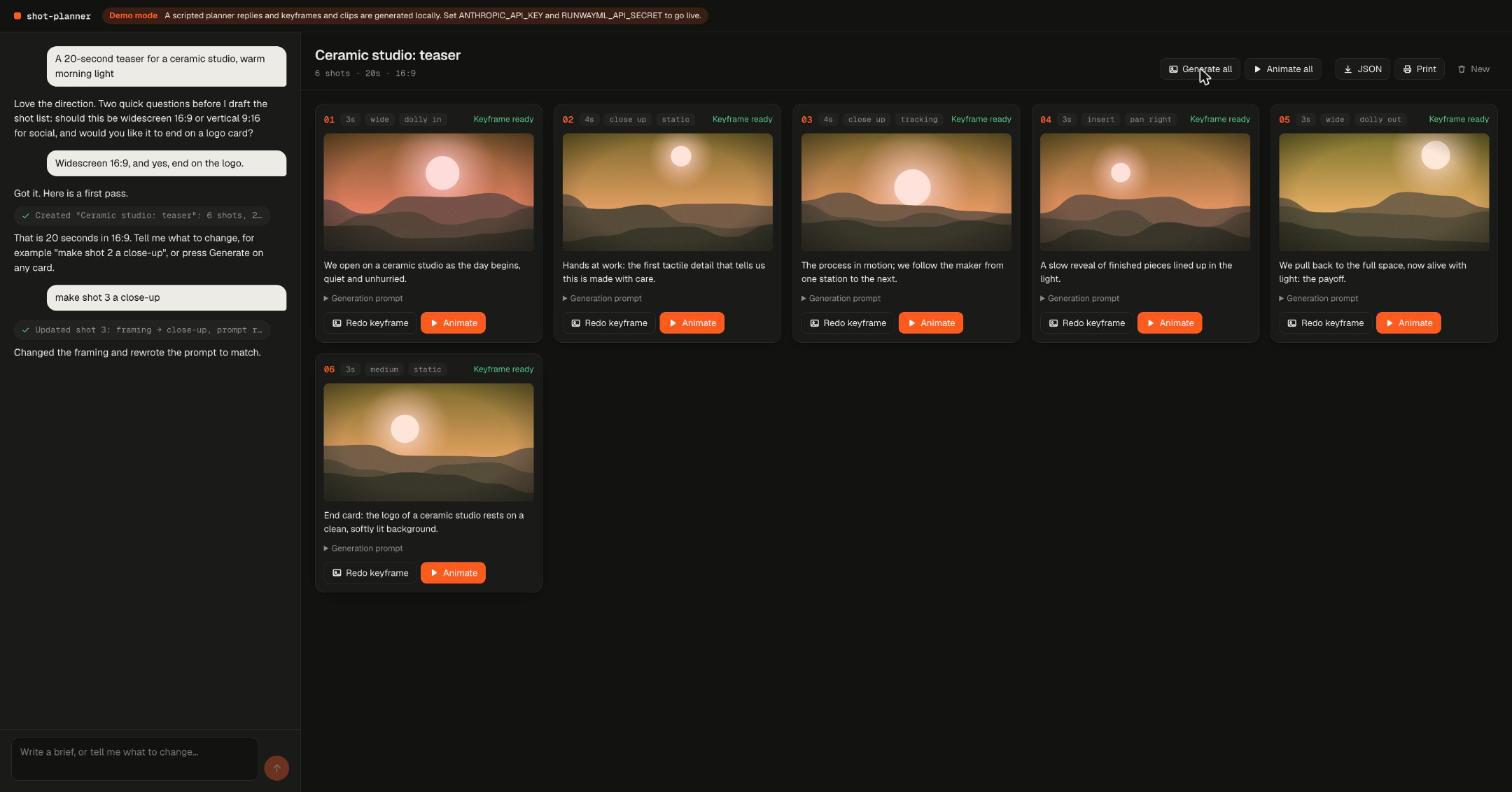 shot-planner
Demo mode A scripted planner replies and keyframes and clips are generated locally. Set ANTHROPIC_API_KEY and RUNWAYML_API_SECRET to go live.
A 20-second teaser for a ceramic studio, warm
morning light
Love the direction. Two quick questions before I draft the
shot list: should this be widescreen 16:9 or vertical 9:16
for social, and would you like it to end on a logo card?
Widescreen 16:9, and yes, end on the logo.
Got it. Here is a first pass.
Created "Ceramic studio: teaser": 6 shots, 2…
That is 20 seconds in 16:9. Tell me what to change, for
example "make shot 2 a close-up", or press Generate on
any card.
make shot 3 a close-up
Updated shot 3: framing → close-up, prompt r…
Changed the framing and rewrote the prompt to match.
Write a brief, or tell me what to change…
Ceramic studio: teaser
6 shots · 20s · 16:9
Generate all
Animate all
JSON
Print
New
01 3s wide dolly in Keyframe ready
We open on a ceramic studio as the day begins,
quiet and unhurried.
Generation prompt
Redo keyframe Animate
02 4s close up static Keyframe ready
Hands at work: the first tactile detail that tells us
this is made with care.
Generation prompt
Redo keyframe Animate
03 4s close up tracking Keyframe ready
The process in motion; we follow the maker from
one station to the next.
Generation prompt
Redo keyframe Animate
04 3s insert pan right Keyframe ready
A slow reveal of finished pieces lined up in the
light.
Generation prompt
Redo keyframe Animate
05 3s wide dolly out Keyframe ready
We pull back to the full space, now alive with
light: the payoff.
Generation prompt
Redo keyframe Animate
06 3s medium static Keyframe ready
End card: the logo of a ceramic studio rests on a
clean, softly lit background.
Generation prompt
Redo keyframe Animate